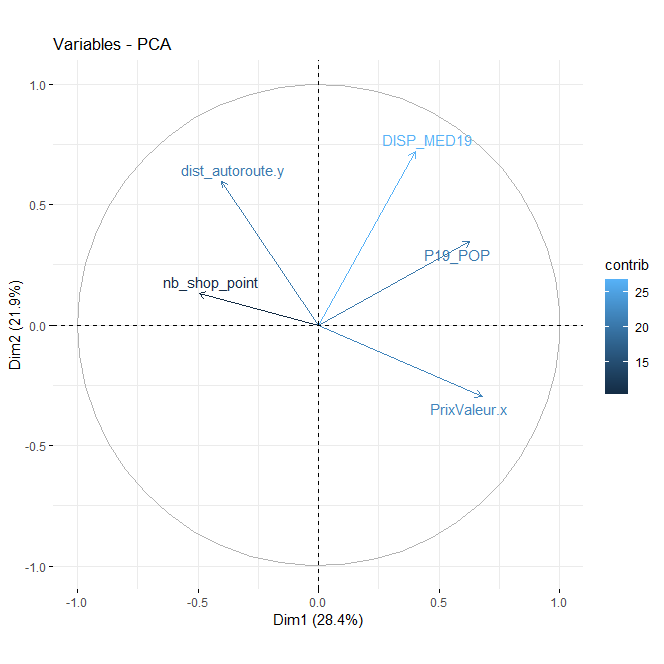 Variables - PCA
1.0
0.5
0.0
-0.5
-1.0
Dim2 (21.9%)
DISP_MED19
dist_autoroute.y
P19_POP
nb_shop_point
PrixValeur.x
-1.0 -0.5 0.0 0.5 1.0
Dim1 (28.4%)
contrib
25
20
15